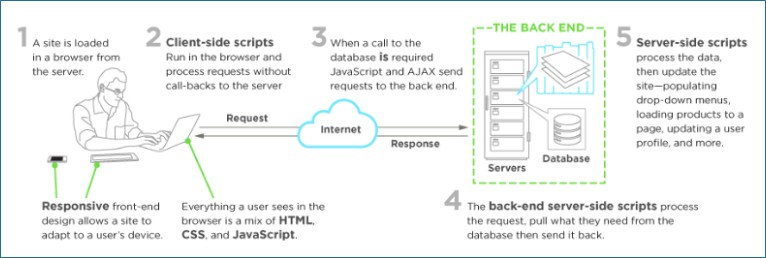 1 A site is loaded
in a browser from
the server.
2 Client-side scripts
Run in the browser and
process requests without
call-backs to the server
3 When a call to the
database is required
JavaScript and AJAX send
requests to the back end.
THE BACK END
5 Server-side scripts
process the data,
then update the
site—populating
drop-down menus,
loading products to a
page, updating a user
profile, and more.
Request
Internet
Response
Servers
Database
Responsive front-end
design allows a site to
adapt to a user's device.
Everything a user sees in the
browser is a mix of HTML,
CSS, and JavaScript.
4 The back-end server-side scripts process
the request, pull what they need from the
database then send it back.